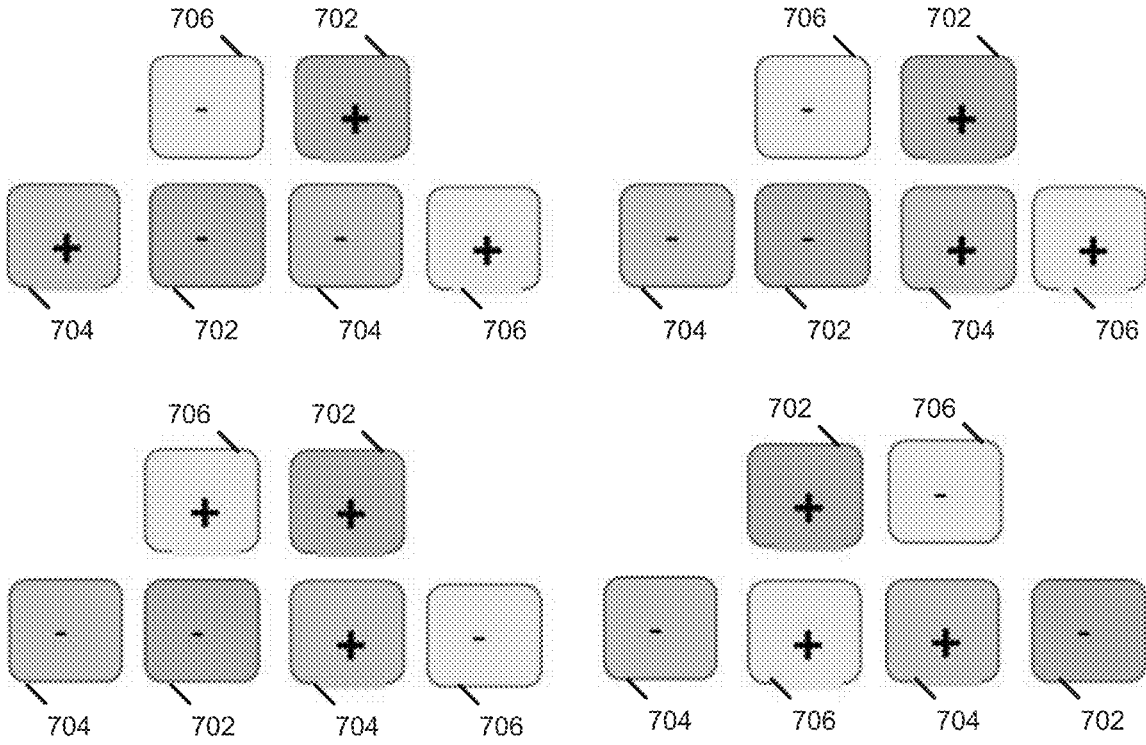 706 702 706 702
- + - +
+ - - + - - + +
704 702 704 706 704 702 704 706
706 702 702 706
+ + + -
- - + - - + + -
704 702 704 706 704 706 704 702